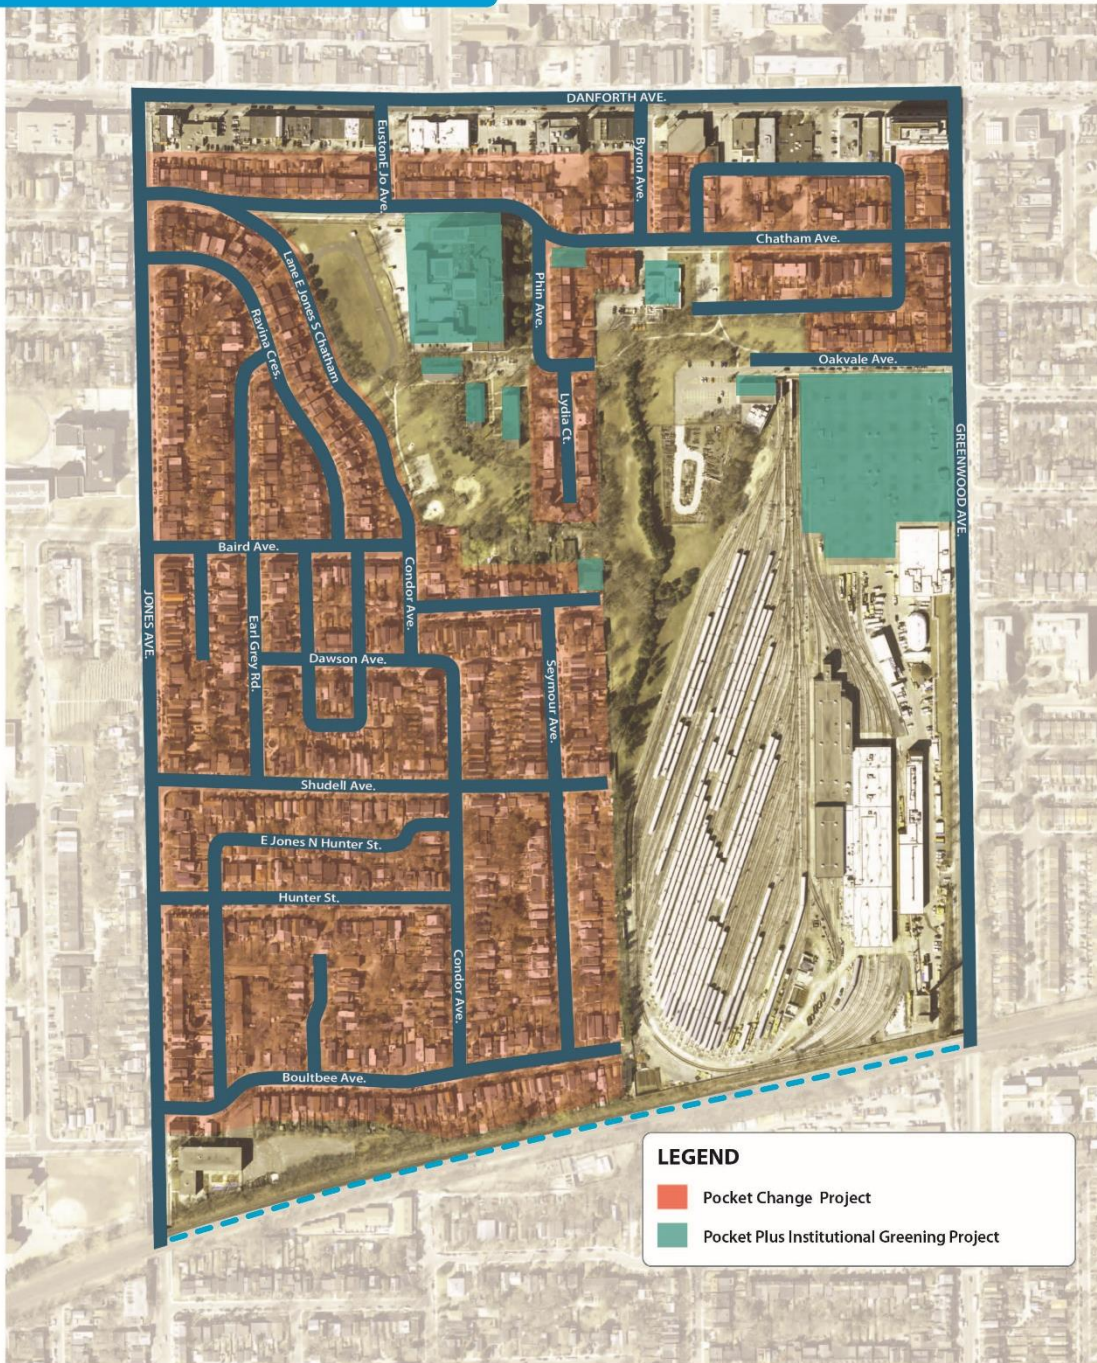 DANFORTH AVE.
EustonE Jo Ave.
Byron Ave.
Chatham Ave.
Lane E Jones S Chatham
Phin Ave.
Ravina Cres.
Oakvale Ave.
Lydia Ct.
GREENWOOD AVE.
Baird Ave.
Condor Ave.
JONES AVE.
Earl Grey Rd.
Dawson Ave.
Seymour Ave.
Shudell Ave.
E Jones N Hunter St.
Hunter St.
Condor Ave.
Boultbee Ave.
LEGEND
Pocket Change Project
Pocket Plus Institutional Greening Project